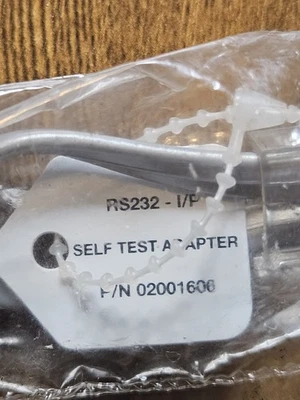 RS232 - I/P
SELF TEST ADAPTER
P/N 02001606